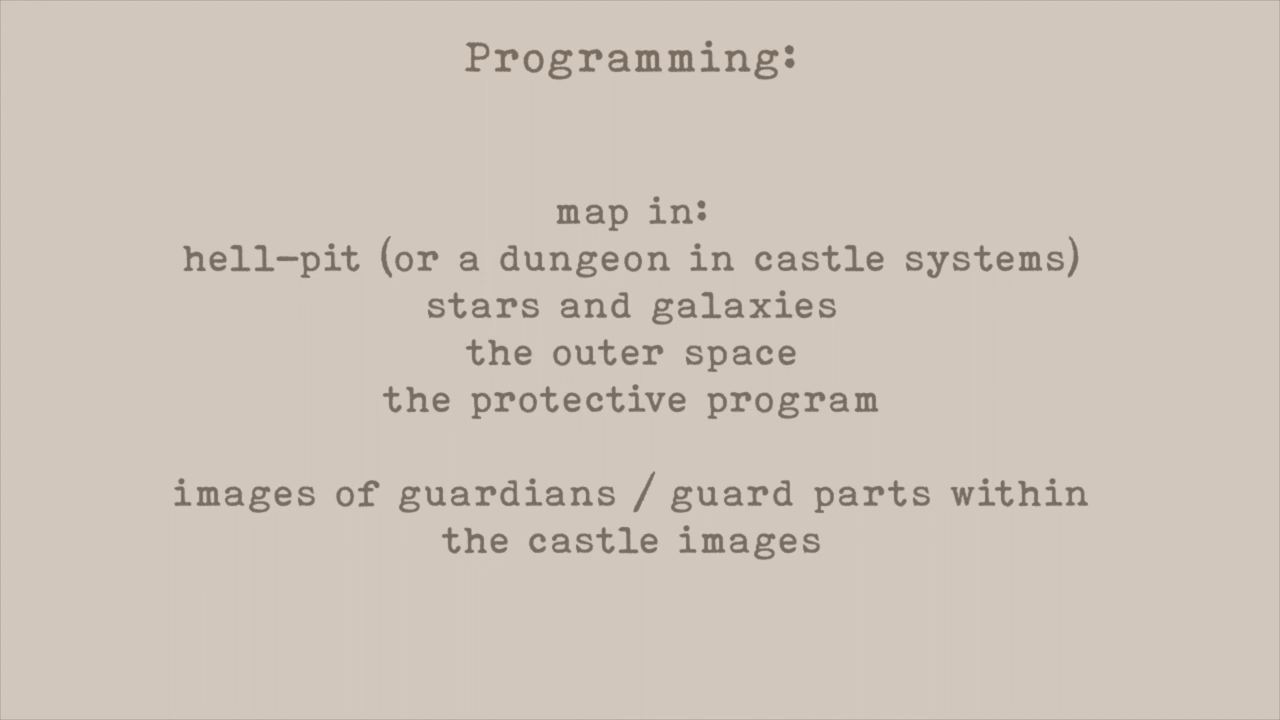 Programming:
map in:
hell-pit (or a dungeon in castle systems)
stars and galaxies
the outer space
the protective program
images of guardians / guard parts within
the castle images